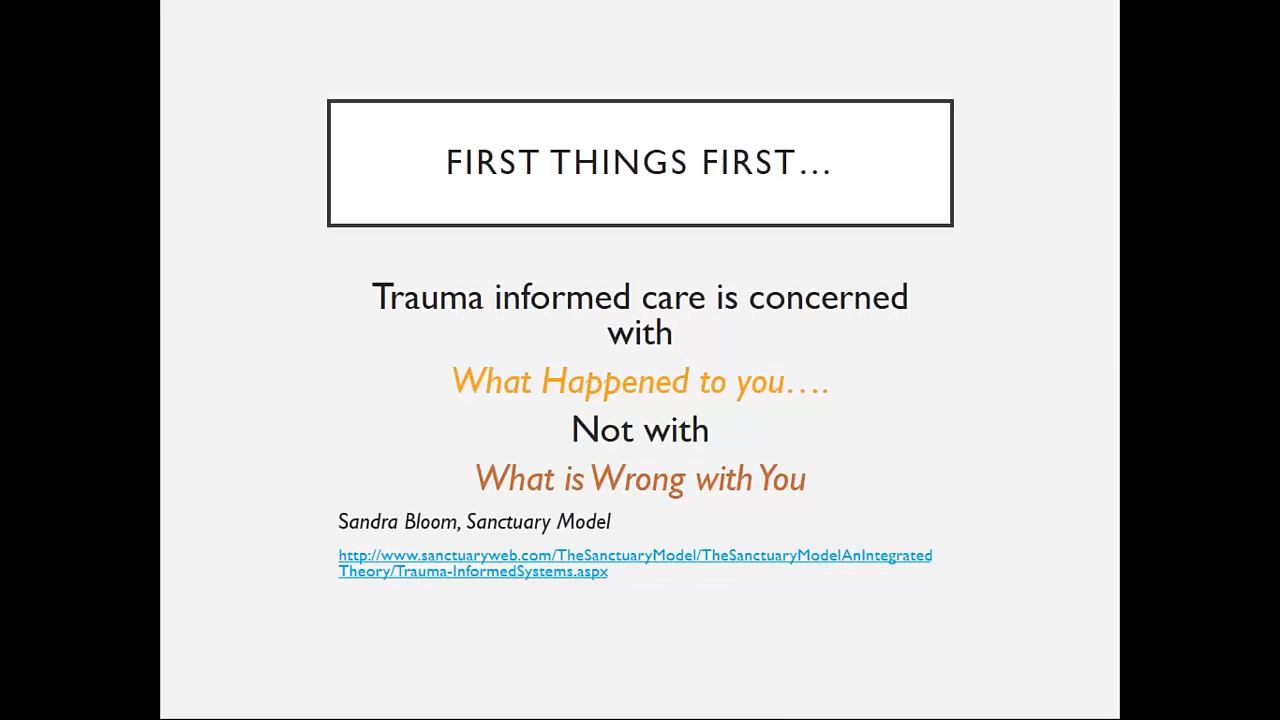 FIRST THINGS FIRST…
Trauma informed care is concerned
with
What Happened to you….
Not with
What is Wrong with You
Sandra Bloom, Sanctuary Model
http://www.sanctuaryweb.com/TheSanctuaryModel/TheSanctuaryModelAnIntegrated
Theory/Trauma-InformedSystems.aspx